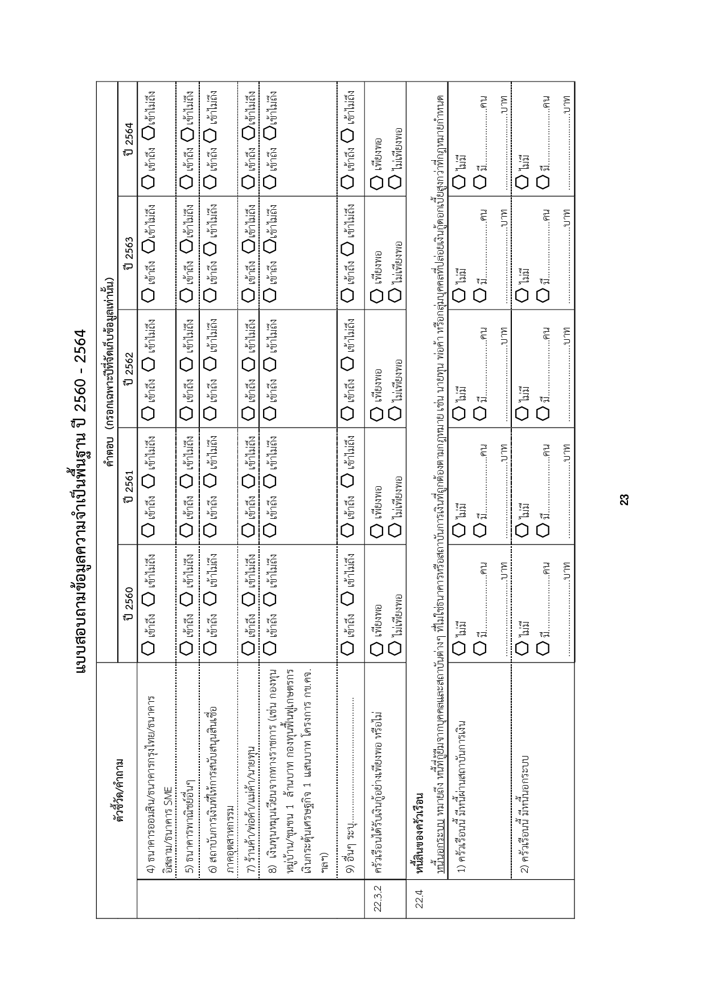 แบบสอบถามข้อมูลความจำเป็นพื้นฐาน ปี 2560 - 2564
ตัวชี้วัด/คำถาม
คำตอบ (กรอกเฉพาะปีที่จัดเก็บข้อมูลเท่านั้น)
ปี 2560 ปี 2561 ปี 2562 ปี 2563 ปี 2564
4) ธนาคารออมสิน/ธนาคารกรุงไทย/ธนาคาร เข้าถึง เข้าไม่ถึง เข้าถึง เข้าไม่ถึง เข้าถึง เข้าไม่ถึง เข้าถึง เข้าไม่ถึง เข้าถึง เข้าไม่ถึง
อิสลาม/ธนาคาร SME
5) ธนาคารพาณิชย์อื่นๆ เข้าถึง เข้าไม่ถึง เข้าถึง เข้าไม่ถึง เข้าถึง เข้าไม่ถึง เข้าถึง เข้าไม่ถึง เข้าถึง เข้าไม่ถึง
6) สถาบันการเงินที่ให้การสนับสนุนสินเชื่อ เข้าถึง เข้าไม่ถึง เข้าถึง เข้าไม่ถึง เข้าถึง เข้าไม่ถึง เข้าถึง เข้าไม่ถึง เข้าถึง เข้าไม่ถึง
ภาคอุตสาหกรรม
7) ร้านค้า/พ่อค้า/แม่ค้า/นายทุน เข้าถึง เข้าไม่ถึง เข้าถึง เข้าไม่ถึง เข้าถึง เข้าไม่ถึง เข้าถึง เข้าไม่ถึง เข้าถึง เข้าไม่ถึง
8) เงินทุนหมุนเวียนจากทางราชการ (เช่น กองทุน เข้าถึง เข้าไม่ถึง เข้าถึง เข้าไม่ถึง เข้าถึง เข้าไม่ถึง เข้าถึง เข้าไม่ถึง เข้าถึง เข้าไม่ถึง
หมู่บ้าน/ชุมชน 1 ล้านบาท กองทุนฟื้นฟูเกษตรกร
เงินกระตุ้นเศรษฐกิจ 1 แสนบาท โครงการ กข.คจ.
ฯลฯ)
9) อื่นๆ ระบุ........................................ เข้าถึง เข้าไม่ถึง เข้าถึง เข้าไม่ถึง เข้าถึง เข้าไม่ถึง เข้าถึง เข้าไม่ถึง เข้าถึง เข้าไม่ถึง
22.3.2 ครัวเรือนได้รับเงินกู้อย่างเพียงพอ หรือไม่ เพียงพอ เพียงพอ เพียงพอ เพียงพอ เพียงพอ
ไม่เพียงพอ ไม่เพียงพอ ไม่เพียงพอ ไม่เพียงพอ ไม่เพียงพอ
22.4 หนี้สินของครัวเรือน
หนี้นอกระบบ หมายถึง หนี้ที่กู้ยืมจากบุคคลและสถาบันต่างๆ ที่ไม่ใช่ธนาคารหรือสถาบันการเงินที่ถูกต้องตามกฎหมาย เช่น นายทุน พ่อค้า หรือกลุ่มบุคคลที่ปล่อยเงินกู้ดอกเบี้ยสูงกว่าที่กฎหมายกำหนด
1) ครัวเรือนนี้ มีหนี้ผ่านสถาบันการเงิน ไม่มี ไม่มี ไม่มี ไม่มี ไม่มี
มี........................คน มี........................คน มี........................คน มี........................คน มี........................คน
..............................บาท ..............................บาท ..............................บาท ..............................บาท ..............................บาท
2) ครัวเรือนนี้ มีหนี้นอกระบบ ไม่มี ไม่มี ไม่มี ไม่มี ไม่มี
มี........................คน มี........................คน มี........................คน มี........................คน มี........................คน
..............................บาท ..............................บาท ..............................บาท ..............................บาท ..............................บาท
23